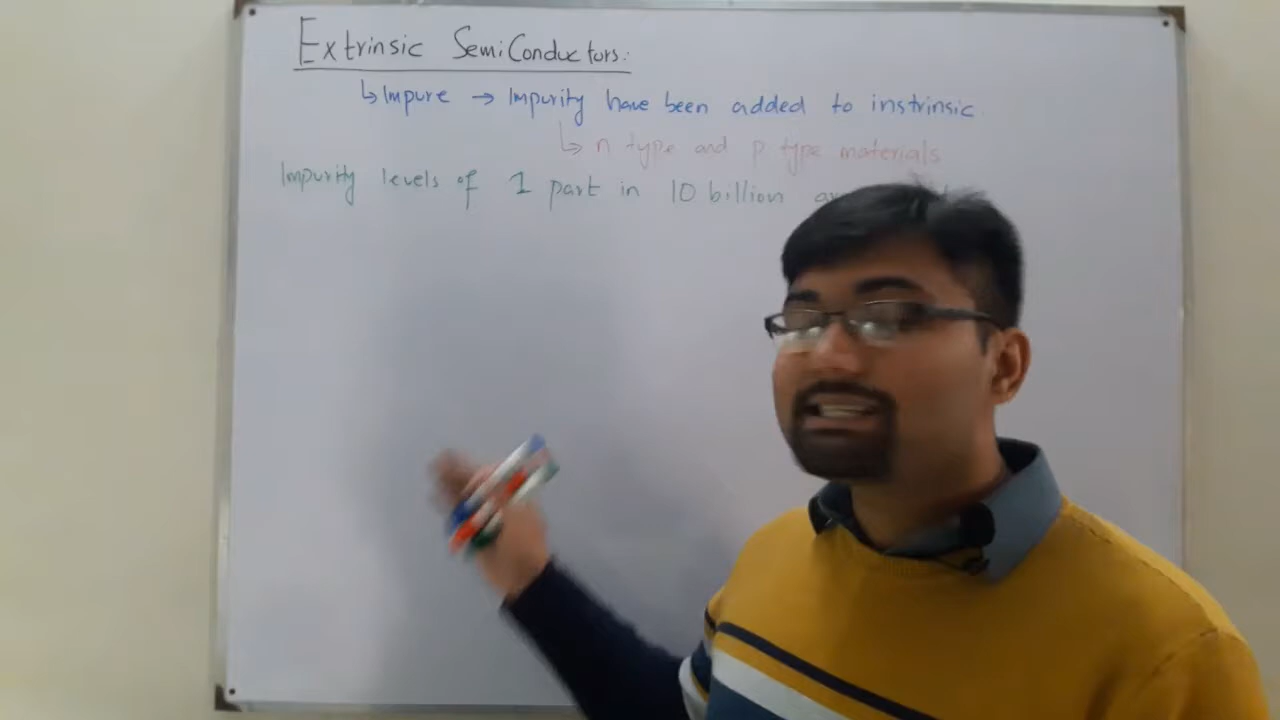 Extrinsic SemiConductors:
↳ Impure → Impurity have been added to instrinsic
↳ n type and p type materials
Impurity levels of 1 part in 10 billion